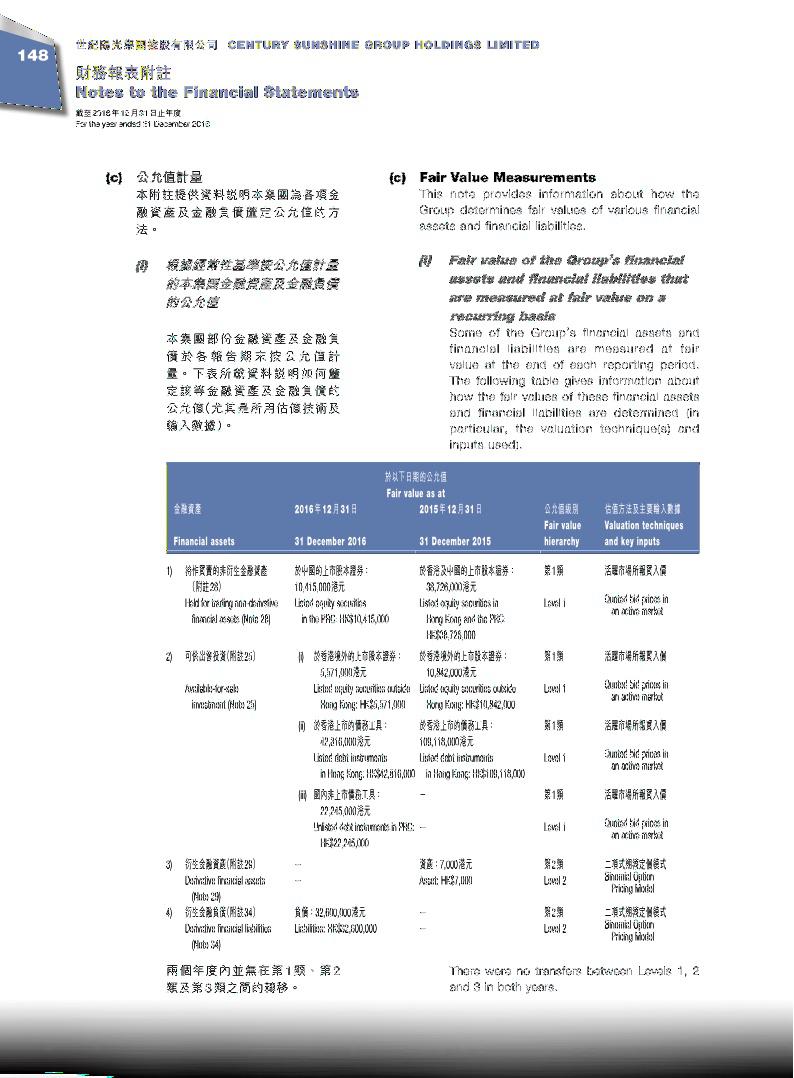 148
世紀陽光集團控股有限公司 CENTURY SUNSHINE GROUP HOLDINGS LIMITED
財務報表附註
Notes to the Financial Statements
截至2016年12月31日止年度
For the year ended 31 December 2016
(c) 公允值計量
本附註提供資料說明本集團為各項金
融資產及金融負債釐定公允值的方
法。
(i) 根據經常性基準按公允值計量
的本集團金融資產及金融負債
的公允值
本集團部份金融資產及金融負
債於各報告期末按公允值計
量。下表所載資料說明如何釐
定該等金融資產及金融負債的
公允值(尤其是所用估值技術及
輸入數據)。
(c) Fair Value Measurements
This note provides information about how the
Group determines fair values of various financial
assets and financial liabilities.
(i) Fair value of the Group's financial
assets and financial liabilities that
are measured at fair value on a
recurring basis
Some of the Group's financial assets and
financial liabilities are measured at fair
value at the end of each reporting period.
The following table gives information about
how the fair values of these financial assets
and financial liabilities are determined (in
particular, the valuation technique(s) and
inputs used).
於以下日期的公允值
Fair value as at
金融資產 2016年12月31日 2015年12月31日 公允值級別 估值方法及主要輸入數據
Fair value Valuation techniques
Financial assets 31 December 2016 31 December 2015 hierarchy and key inputs
1) 持作買賣的非衍生金融資產 於中國的上市股本證券： 於香港及中國的上市股本證券： 第1類 活躍市場所報買入價
(附註28) 10,415,000港元 38,726,000港元
Held for trading non-derivative Listed equity securities Listed equity securities in Level 1 Quoted bid prices in
financial assets (Note 28) in the PRC: HK$10,415,000 Hong Kong and the PRC: an active market
HK$38,726,000
2) 可供出售投資(附註25) (i) 於香港境外的上市股本證券： 於香港境外的上市股本證券： 第1類 活躍市場所報買入價
5,571,000港元 10,842,000港元
Available-for-sale Listed equity securities outside Listed equity securities outside Level 1 Quoted bid prices in
investment (Note 25) Hong Kong: HK$5,571,000 Hong Kong: HK$10,842,000 an active market
(ii) 於香港上市的債務工具： 於香港上市的債務工具： 第1類 活躍市場所報買入價
42,816,000港元 109,118,000港元
Listed debt instruments Listed debt instruments Level 1 Quoted bid prices in
in Hong Kong: HK$42,816,000 in Hong Kong: HK$109,118,000 an active market
(iii) 國內非上市債務工具： – 第1類 活躍市場所報買入價
22,245,000港元
Unlisted debt instruments in PRC: – Level 1 Quoted bid prices in
HK$22,245,000 an active market
3) 衍生金融資產(附註29) – 資產：7,000港元 第2類 二項式期權定價模式
Derivative financial assets – Asset: HK$7,000 Level 2 Binomial Option
(Note 29) Pricing Model
4) 衍生金融負債(附註34) 負債：32,600,000港元 – 第2類 二項式期權定價模式
Derivative financial liabilities Liabilities: HK$32,600,000 – Level 2 Binomial Option
(Note 34) Pricing Model
兩個年度內並無在第1類、第2
類及第3類之間的轉移。
There were no transfers between Levels 1, 2
and 3 in both years.